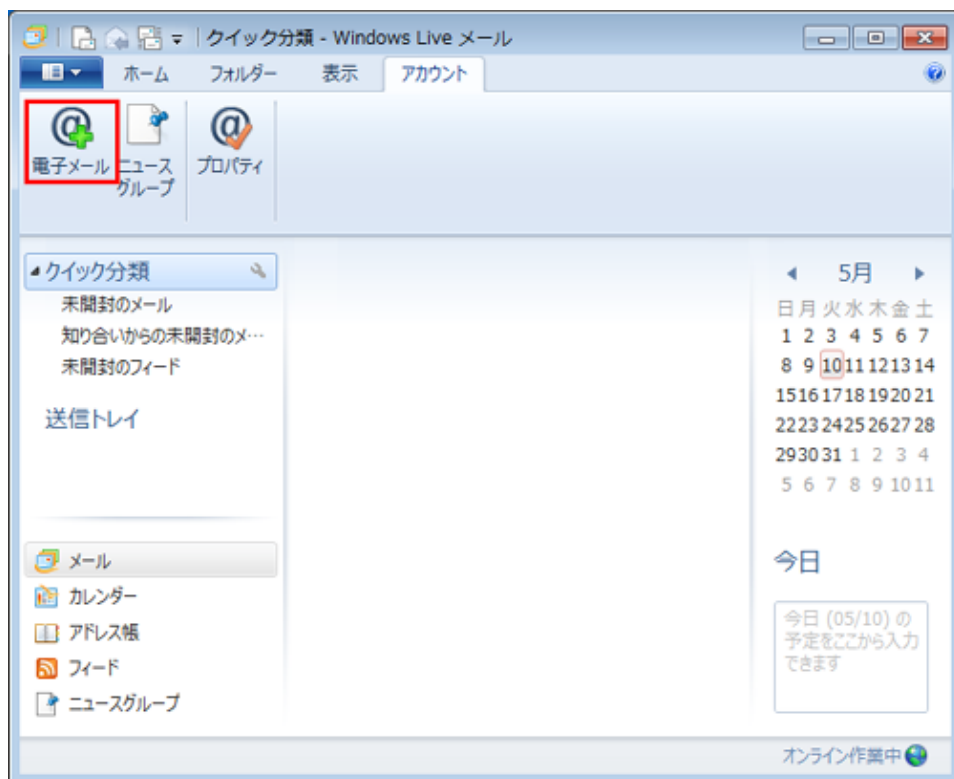 クイック分類 - Windows Live メール
ホーム フォルダー 表示 アカウント
電子メール
ニュース
グループ
プロパティ
クイック分類
未開封のメール
知り合いからの未開封のメ…
未開封のフィード
送信トレイ
メール
カレンダー
アドレス帳
フィード
ニュースグループ
5月
日 月 火 水 木 金 土
1 2 3 4 5 6 7
8 9 10 11 12 13 14
15 16 17 18 19 20 21
22 23 24 25 26 27 28
29 30 31 1 2 3 4
5 6 7 8 9 10 11
今日
今日 (05/10) の
予定をここから入力
できます
オンライン作業中